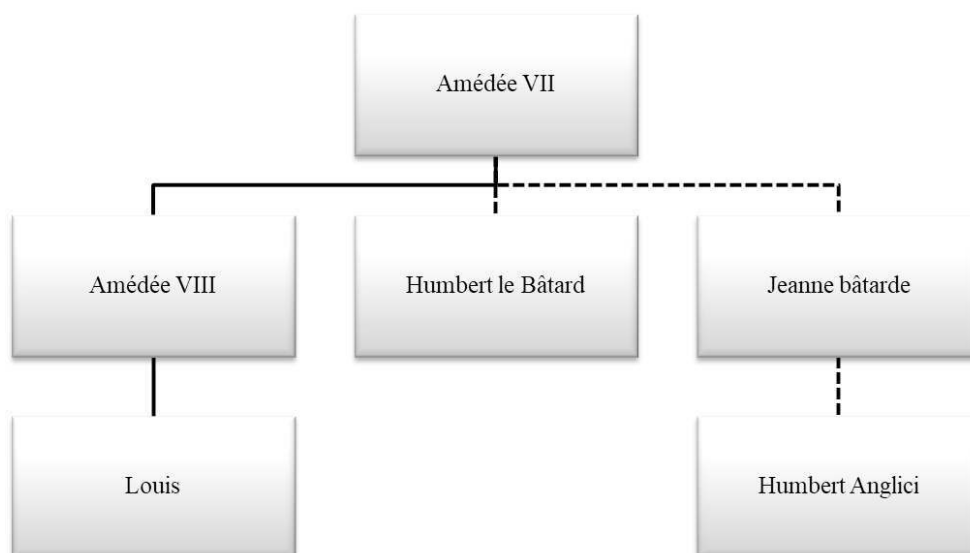 Amédée VII
Amédée VIII
Humbert le Bâtard
Jeanne bâtarde
Louis
Humbert Anglici